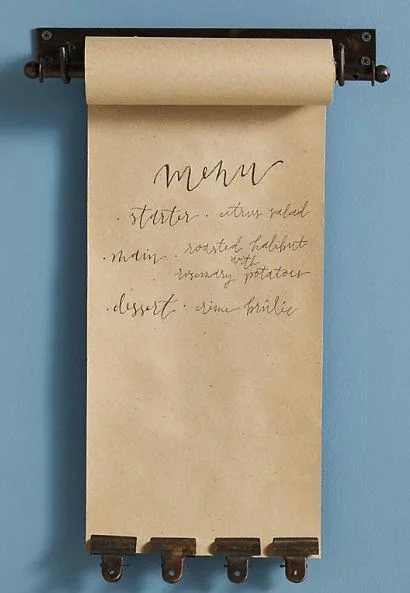 menu
· starter · citrus salad
· main · roasted halibut
with
rosemary potatoes
· dessert · crème brûlée